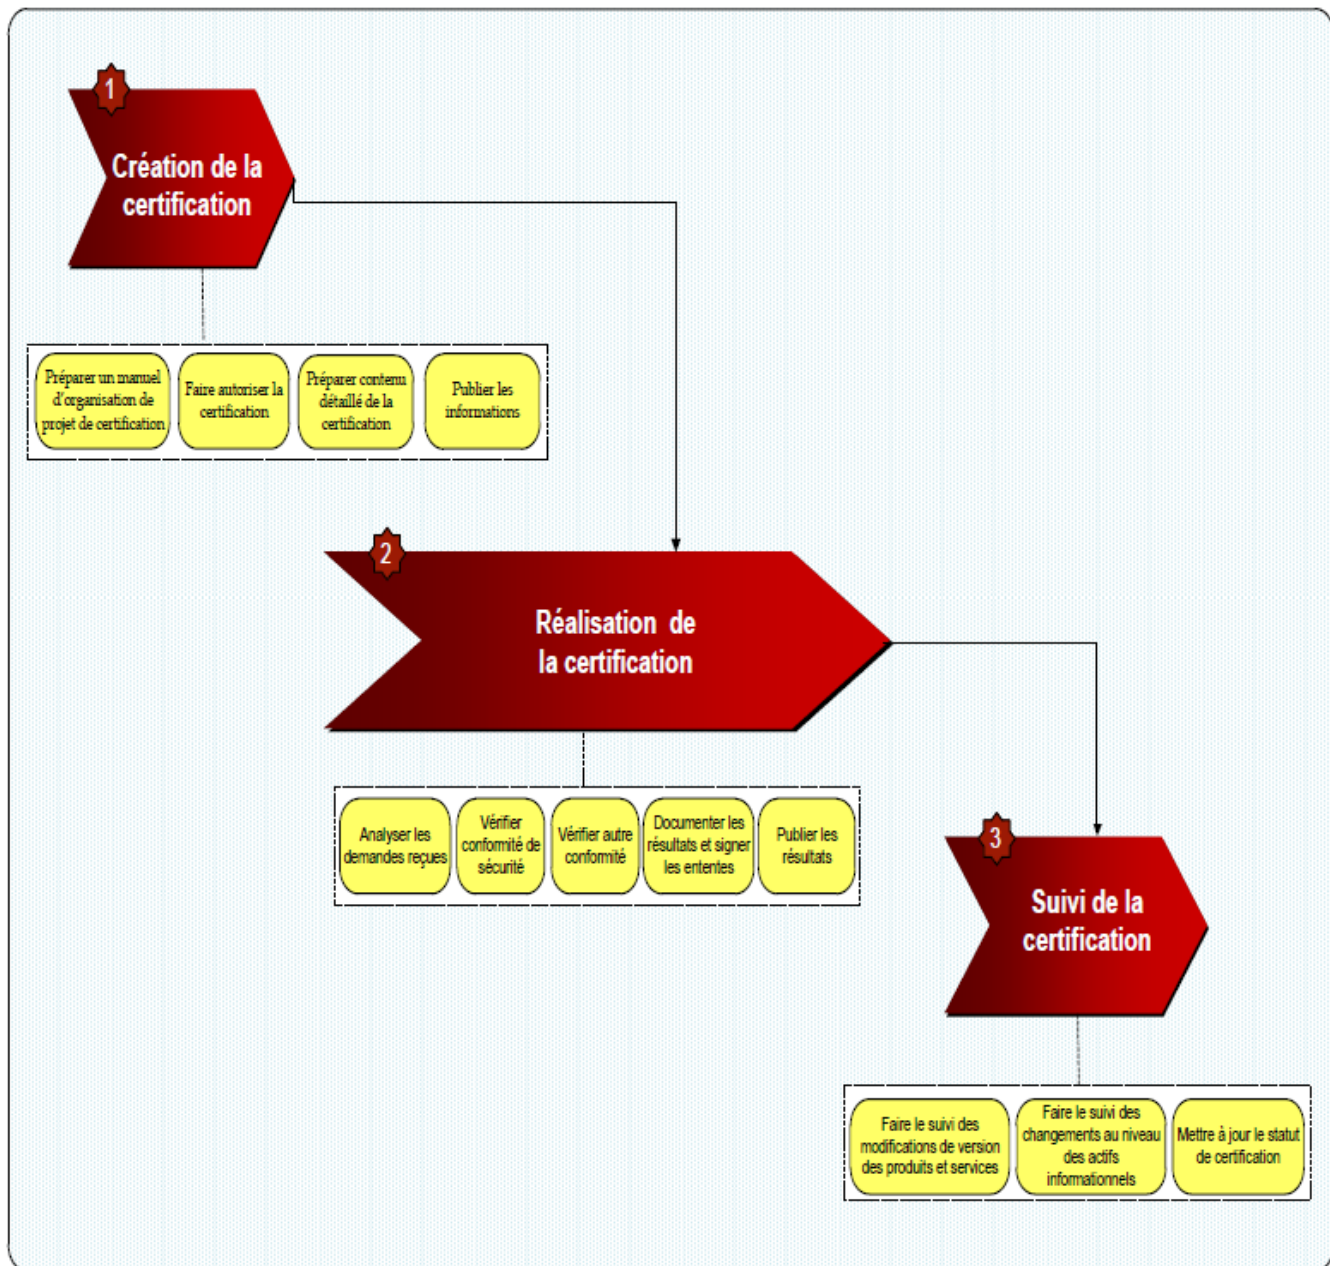 1
Création de la
certification
Préparer un manuel
d'organisation de
projet de certification
Faire autoriser la
certification
Préparer contenu
détaillé de la
certification
Publier les
informations
2
Réalisation de
la certification
Analyser les
demandes reçues
Vérifier
conformité de
sécurité
Vérifier autre
conformité
Documenter les
résultats et signer
les ententes
Publier les
résultats
3
Suivi de la
certification
Faire le suivi des
modifications de version
des produits et services
Faire le suivi des
changements au niveau
des actifs
informationnels
Mettre à jour le statut
de certification